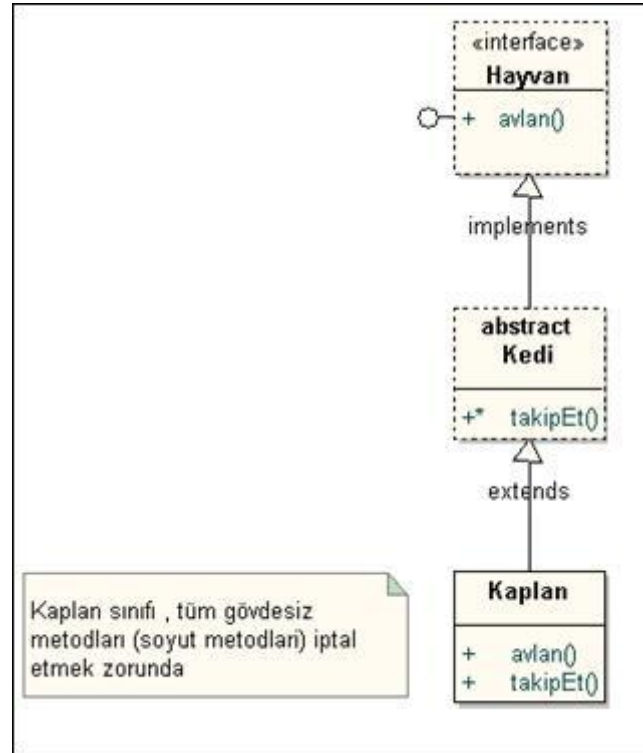 «interface»
Hayvan
+ avlan()
implements
abstract
Kedi
+* takipEt()
extends
Kaplan
+ avlan()
+ takipEt()
Kaplan sınıfı , tüm gövdesiz
metodları (soyut metodlari) iptal
etmek zorunda